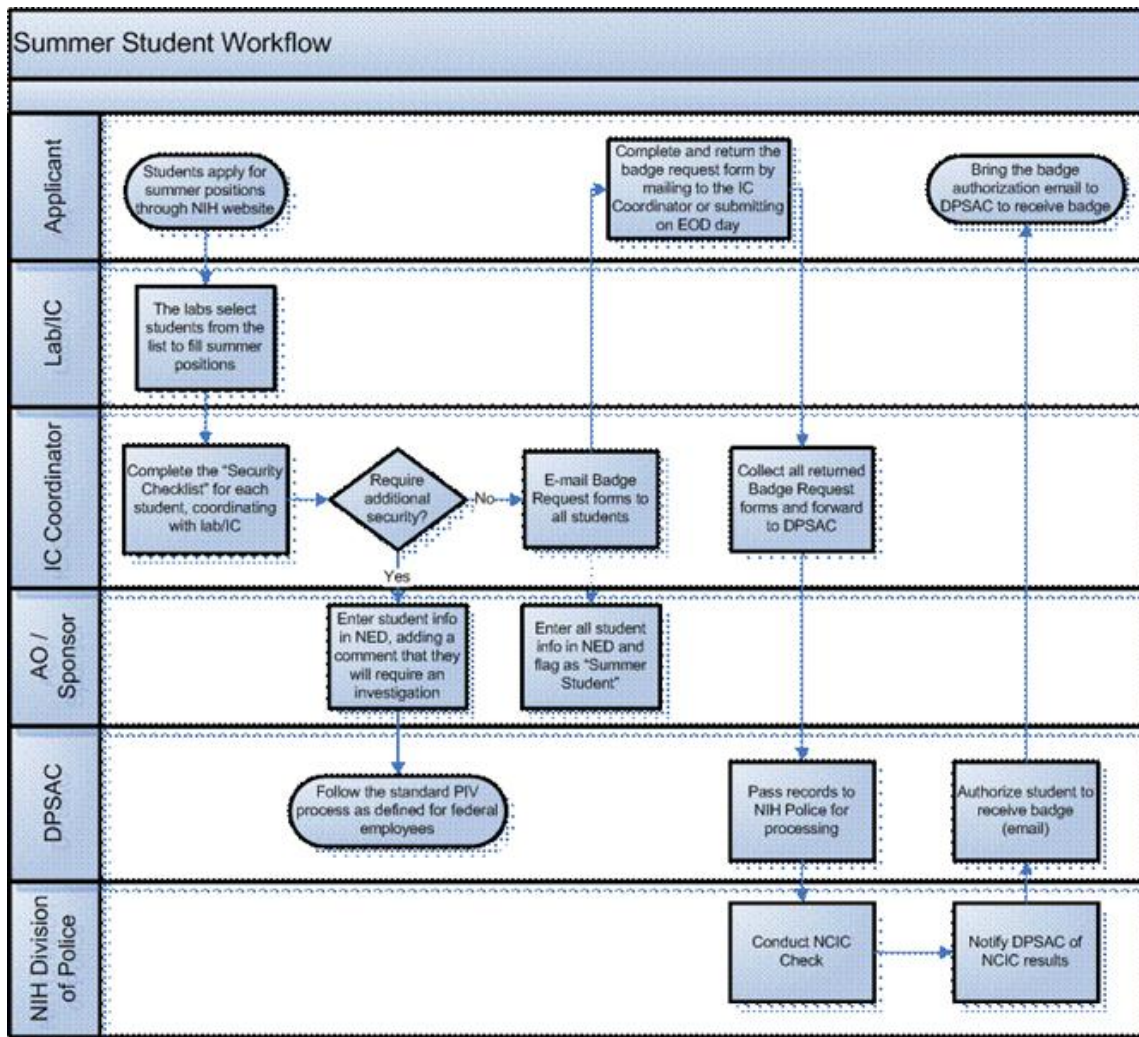 Summer Student Workflow
Applicant
Students apply for
summer positions
through NIH website
Complete and return the
badge request form by
mailing to the IC
Coordinator or submitting
on EOD day
Bring the badge
authorization email to
DPSAC to receive badge
Lab/IC
The labs select
students from the
list to fill summer
positions
IC Coordinator
Complete the “Security
Checklist” for each
student, coordinating
with lab/IC
Require
additional
security?
No
Yes
E-mail Badge
Request forms to
all students
Collect all returned
Badge Request
forms and forward
to DPSAC
AO /
Sponsor
Enter student info
in NED, adding a
comment that they
will require an
investigation
Enter all student
info in NED and
flag as “Summer
Student”
DPSAC
Follow the standard PIV
process as defined for federal
employees
Pass records to
NIH Police for
processing
Authorize student to
receive badge
(email)
NIH Division
of Police
Conduct NCIC
Check
Notify DPSAC of
NCIC results